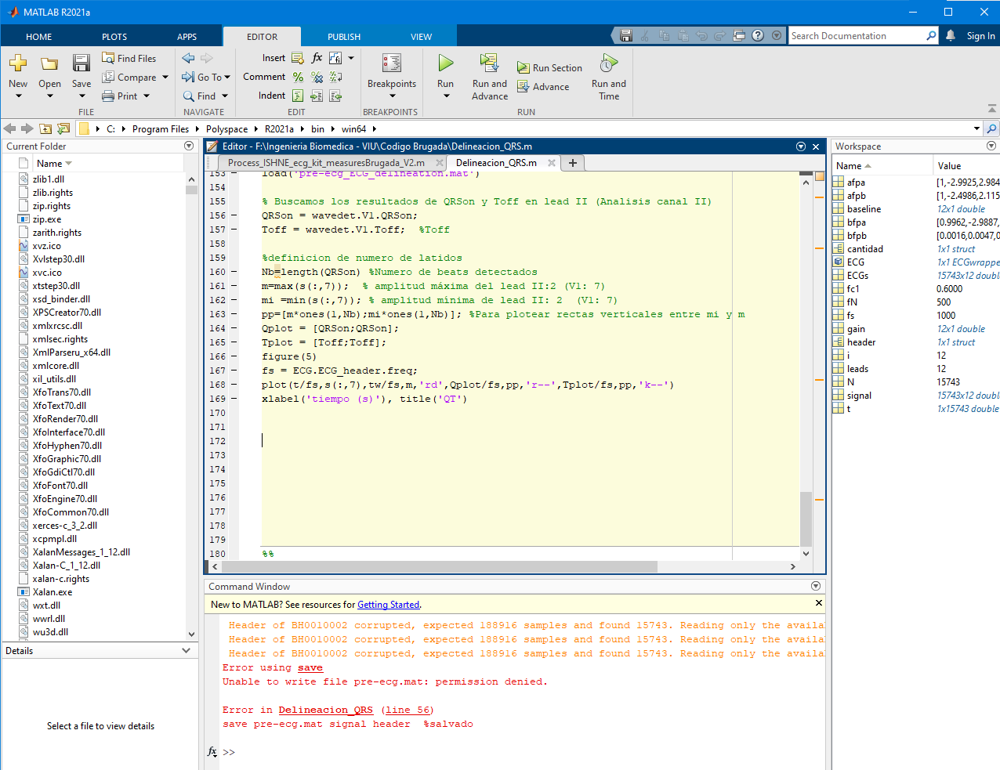 MATLAB R2021a
HOME PLOTS APPS EDITOR PUBLISH VIEW
Search Documentation
Sign In
New
Open
Save
Find Files
Compare
Print
FILE
Go To
Find
NAVIGATE
Insert
Comment
Indent
EDIT
Breakpoints
BREAKPOINTS
Run
Run and Advance
Run Section
Advance
Run and Time
RUN
C: Program Files Polyspace R2021a bin win64
Current Folder
Name
zlib1.dll
zlib.rights
zip.rights
zip.exe
zarith.rights
xvz.ico
Xvlstep30.dll
xvc.ico
xtstep30.dll
xsd_binder.dll
XPSCreator70.dll
xmlxrcsc.dll
xmlsec.rights
XmlParseru_x64.dll
xmlcore.dll
xil_utils.dll
XfoTrans70.dll
XfoText70.dll
XfoRender70.dll
XfoInterface70.dll
XfoHyphen70.dll
XfoGraphic70.dll
XfoGdiCtl70.dll
XfoFont70.dll
XfoEngine70.dll
XfoCommon70.dll
xerces-c_3_2.dll
xcpmpl.dll
XalanMessages_1_12.dll
Xalan-C_1_12.dll
xalan-c.rights
Xalan.exe
wxt.dll
wwrl.dll
wu3d.dll
Details
Select a file to view details
Editor - F:\Ingenieria Biomedica - VIU\Codigo Brugada\Delineacion_QRS.m
Process_ISHNE_ecg_kit_measuresBrugada_V2.m
Delineacion_QRS.m
153 load('pre-ecg_ECG_delineation.mat')
154
155 % Buscamos los resultados de QRSon y Toff en lead II (Analisis canal II)
156 QRSon = wavedet.V1.QRSon;
157 Toff = wavedet.V1.Toff; %Toff
158
159 %definicion de numero de latidos
160 Nb=length(QRSon) %Numero de beats detectados
161 m=max(s(:,7)); % amplitud máxima del lead II:2 (V1: 7)
162 mi =min(s(:,7)); % amplitud mínima de lead II: 2 (V1: 7)
163 pp=[m*ones(1,Nb);mi*ones(1,Nb)]; %Para plotear rectas verticales entre mi y m
164 Qplot = [QRSon;QRSon];
165 Tplot = [Toff;Toff];
166 figure(5)
167 fs = ECG.ECG_header.freq;
168 plot(t/fs,s(:,7),tw/fs,m,'rd',Qplot/fs,pp,'r--',Tplot/fs,pp,'k--')
169 xlabel('tiempo (s)'), title('QT')
170
171
172
173
174
175
176
177
178
179
180 %%
Command Window
New to MATLAB? See resources for Getting Started.
Header of BH0010002 corrupted, expected 188916 samples and found 15743. Reading only the availa
Header of BH0010002 corrupted, expected 188916 samples and found 15743. Reading only the availa
Header of BH0010002 corrupted, expected 188916 samples and found 15743. Reading only the availa
Error using save
Unable to write file pre-ecg.mat: permission denied.
Error in Delineacion_QRS (line 56)
save pre-ecg.mat signal header %salvado
fx >>
Workspace
Name Value
afpa [1,-2.9925,2.984
afpb [1,-2.4986,2.115
baseline 12x1 double
bfpa [0.9962,-2.9887,
bfpb [0.0016,0.0047,0
cantidad 1x1 struct
ECG 1x1 ECGwrappe
ECGs 15743x12 double
fc1 0.6000
fN 500
fs 1000
gain 12x1 double
header 1x1 struct
i 12
leads 12
N 15743
signal 15743x12 double
t 1x15743 double